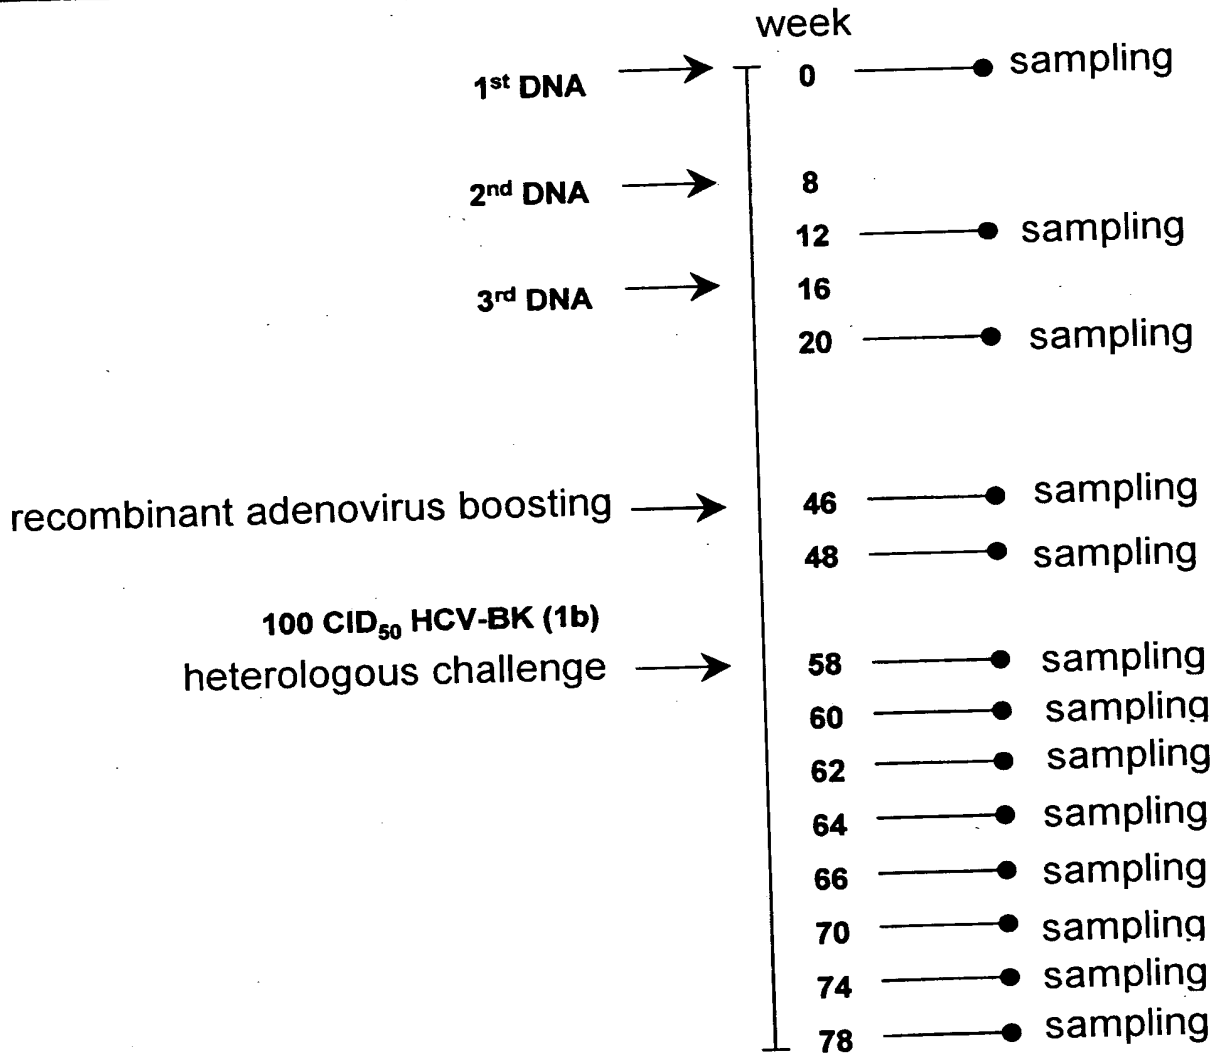 week
1st DNA 0 sampling
2nd DNA 8
12 sampling
3rd DNA 16
20 sampling
recombinant adenovirus boosting 46 sampling
48 sampling
100 CID50 HCV-BK (1b)
heterologous challenge 58 sampling
60 sampling
62 sampling
64 sampling
66 sampling
70 sampling
74 sampling
78 sampling